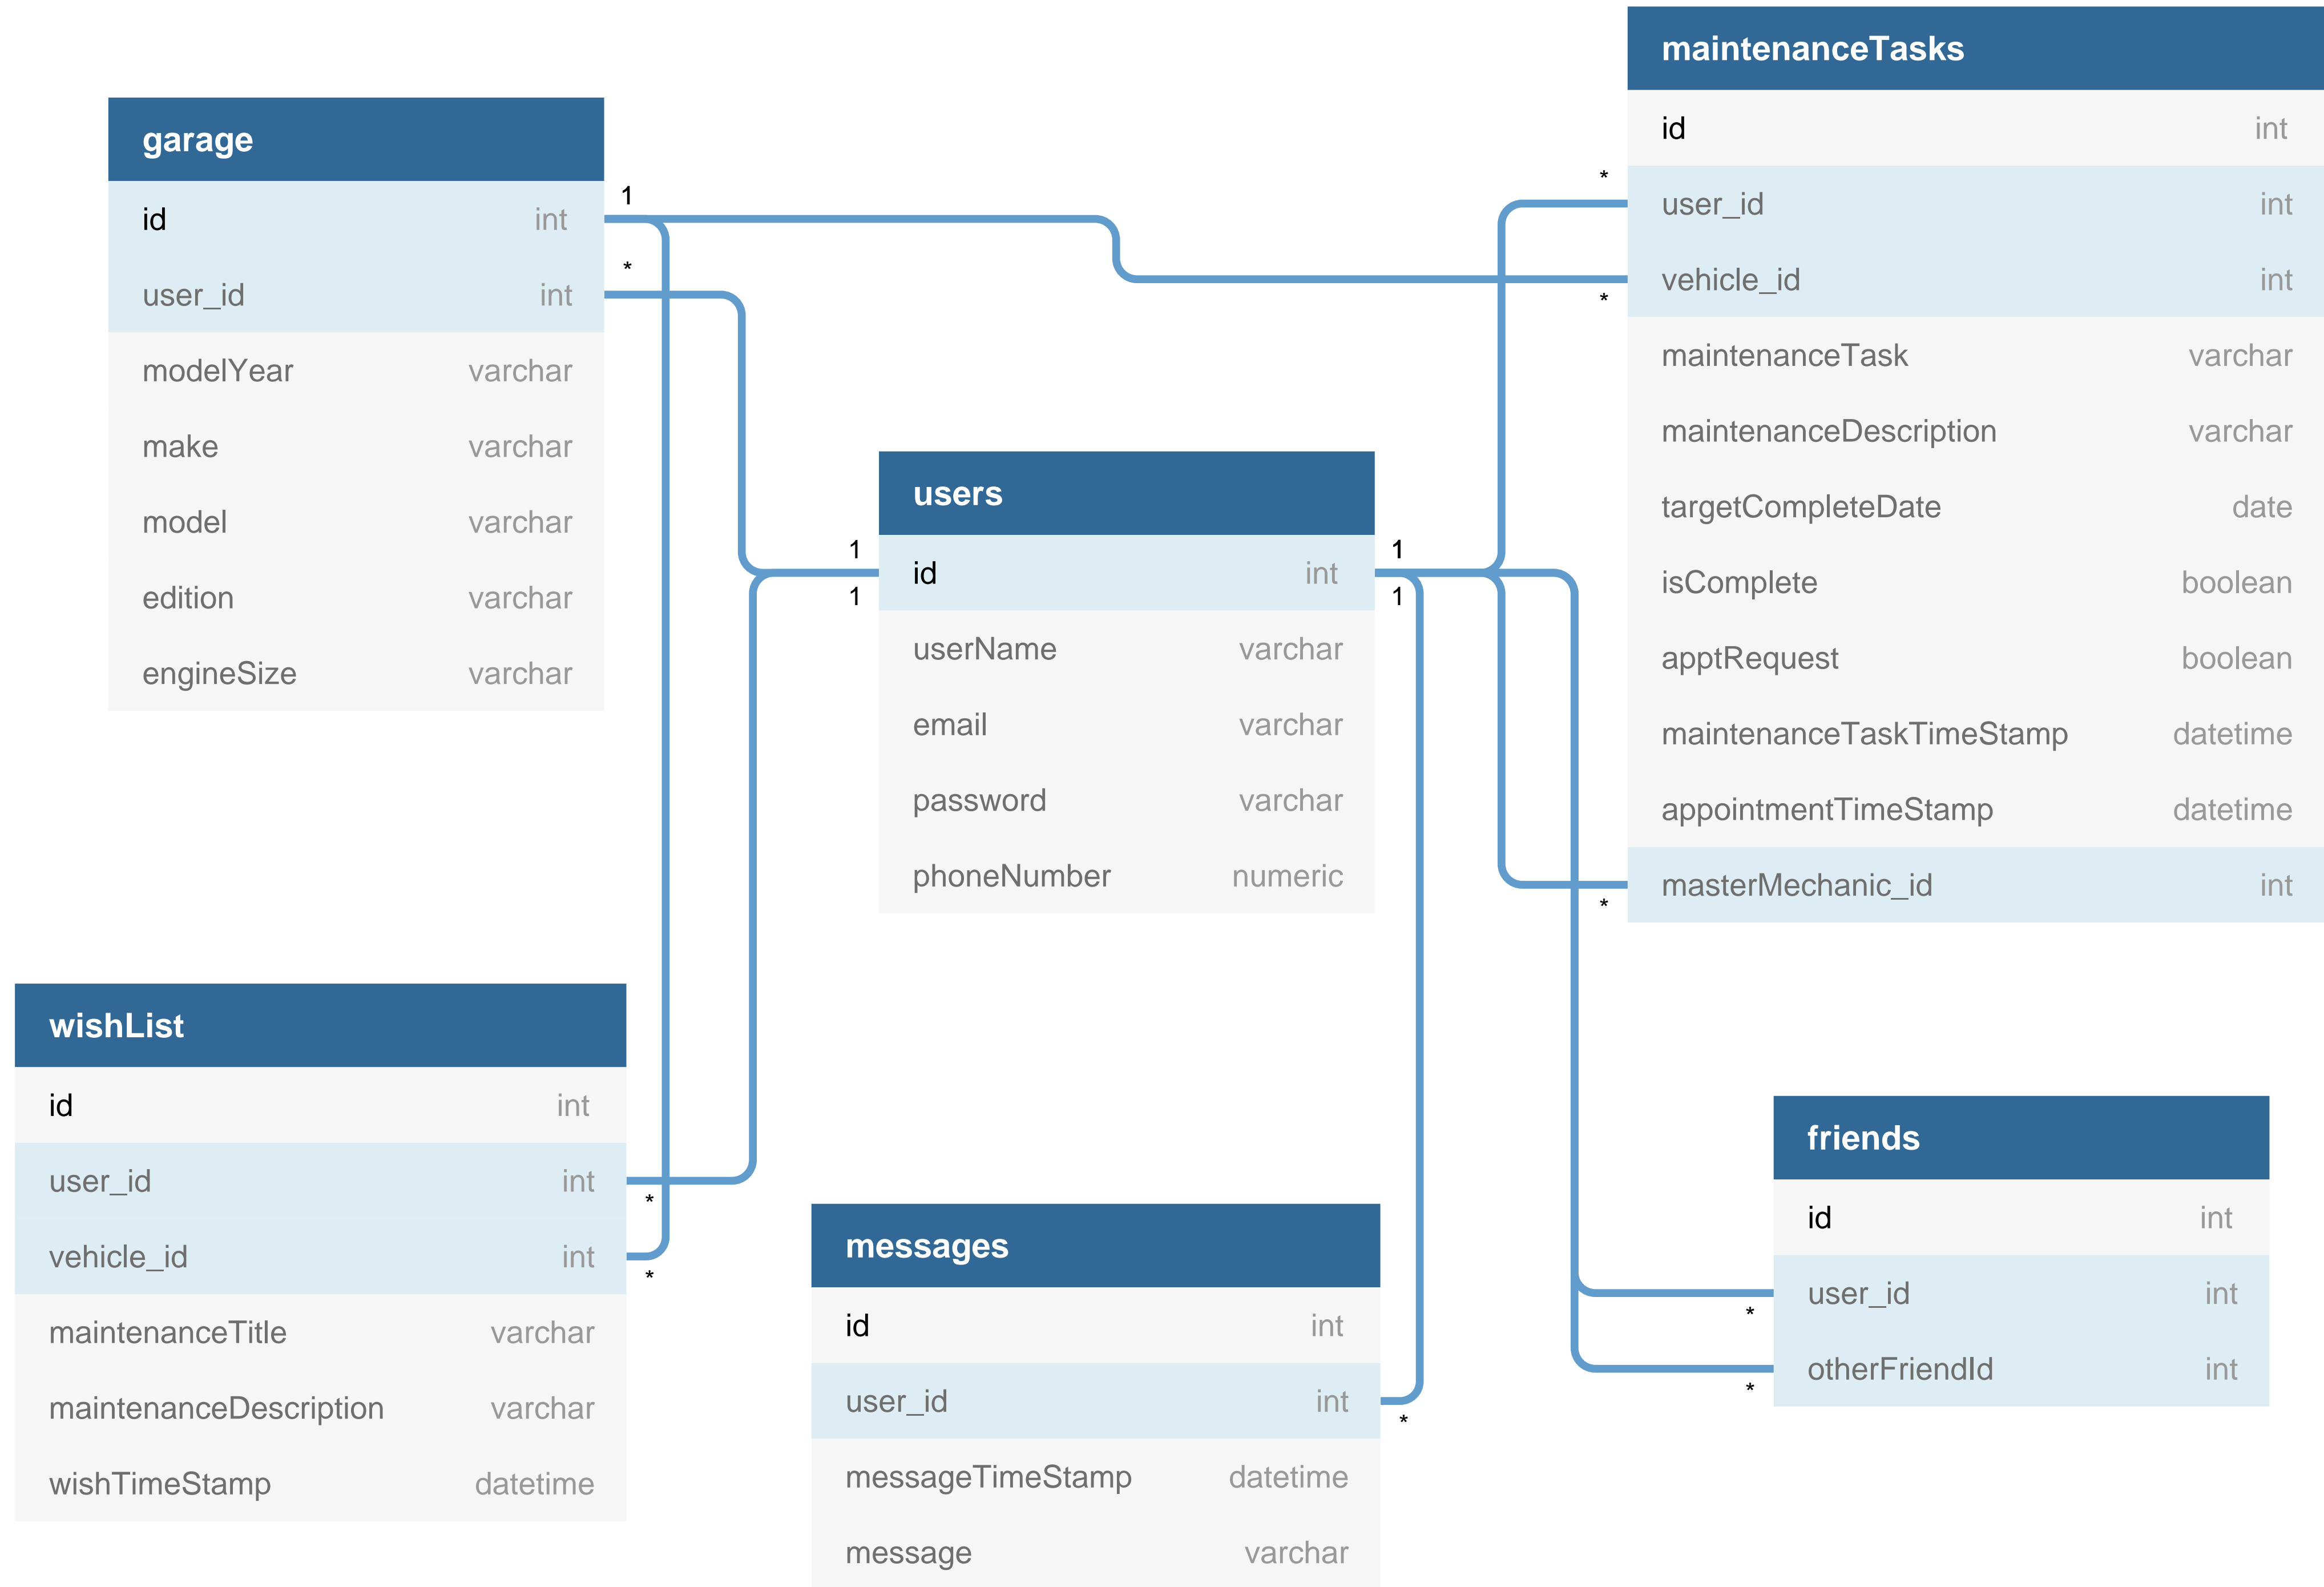 garage
id int
user_id int
modelYear varchar
make varchar
model varchar
edition varchar
engineSize varchar
1
*
maintenanceTasks
id int
user_id int
vehicle_id int
maintenanceTask varchar
maintenanceDescription varchar
targetCompleteDate date
isComplete boolean
apptRequest boolean
maintenanceTaskTimeStamp datetime
appointmentTimeStamp datetime
masterMechanic_id int
*
*
*
users
id int
userName varchar
email varchar
password varchar
phoneNumber numeric
1
1
1
1
wishList
id int
user_id int
vehicle_id int
maintenanceTitle varchar
maintenanceDescription varchar
wishTimeStamp datetime
*
*
messages
id int
user_id int
messageTimeStamp datetime
message varchar
*
friends
id int
user_id int
otherFriendId int
*
*